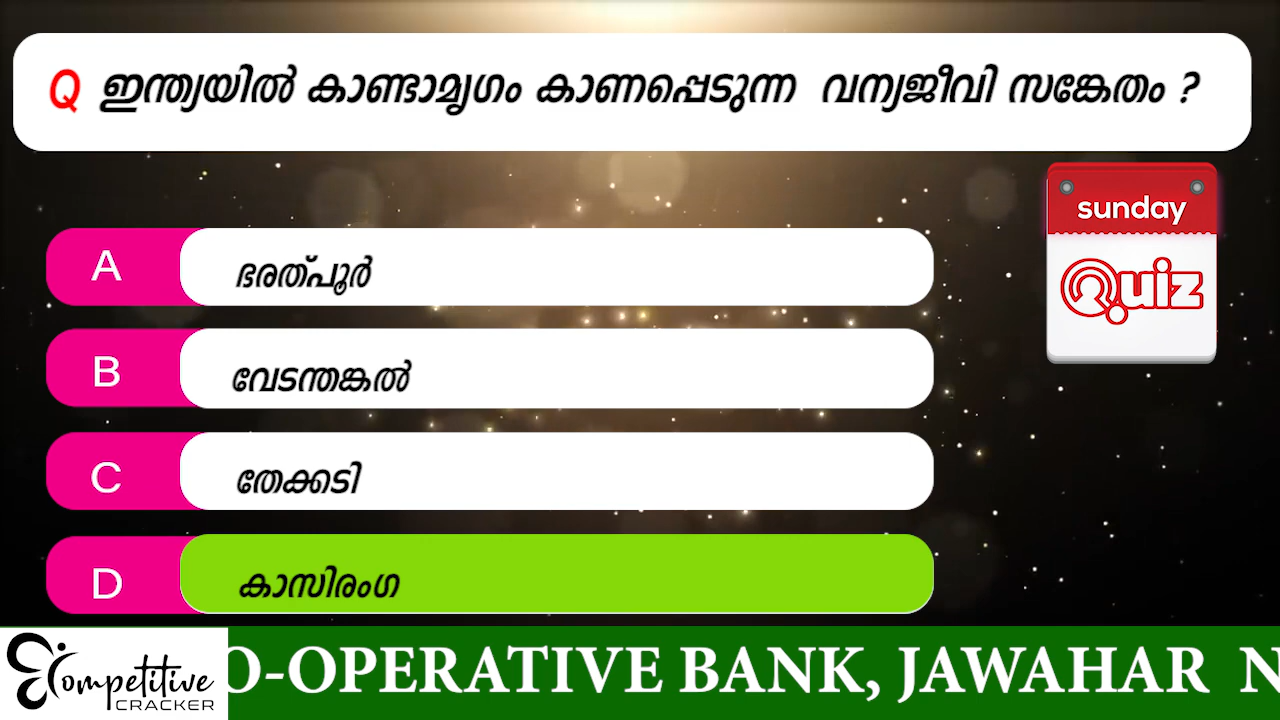 Q ഇന്ത്യയിൽ കാണ്ടാമൃഗം കാണപ്പെടുന്ന വന്യജീവി സങ്കേതം ?
sunday
Quiz
A ഭരത്പൂർ
B വേടന്തങ്കൽ
C തേക്കടി
D കാസിരംഗ
Competitive
CRACKER
O-OPERATIVE BANK, JAWAHAR N